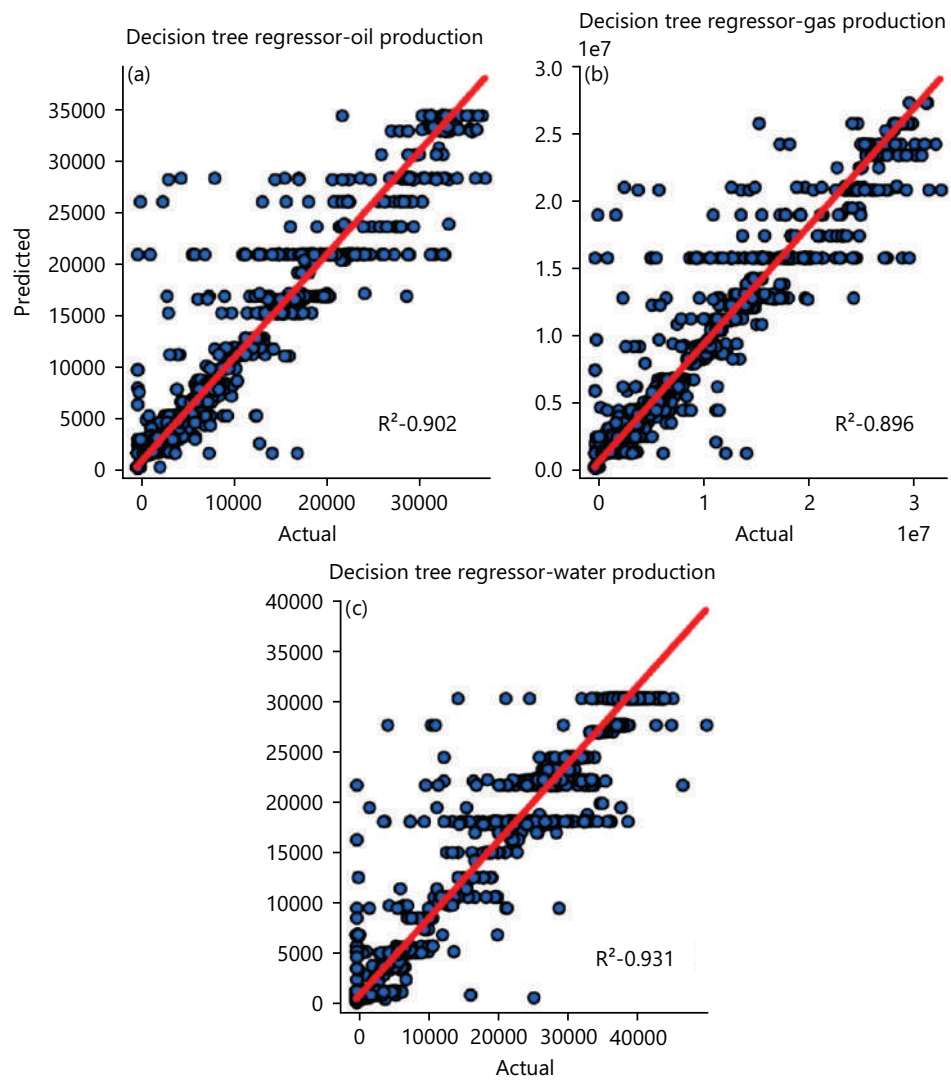 Decision tree regressor-oil production
(a)
35000
30000
25000
20000
15000
10000
5000
0
Predicted
0 10000 20000 30000
Actual
R²-0.902
Decision tree regressor-gas production
1e7
(b)
3.0
2.5
2.0
1.5
1.0
0.5
0.0
0 1 2 3
Actual 1e7
R²-0.896
Decision tree regressor-water production
(c)
40000
35000
30000
25000
20000
15000
10000
5000
0
0 10000 20000 30000 40000
Actual
R²-0.931